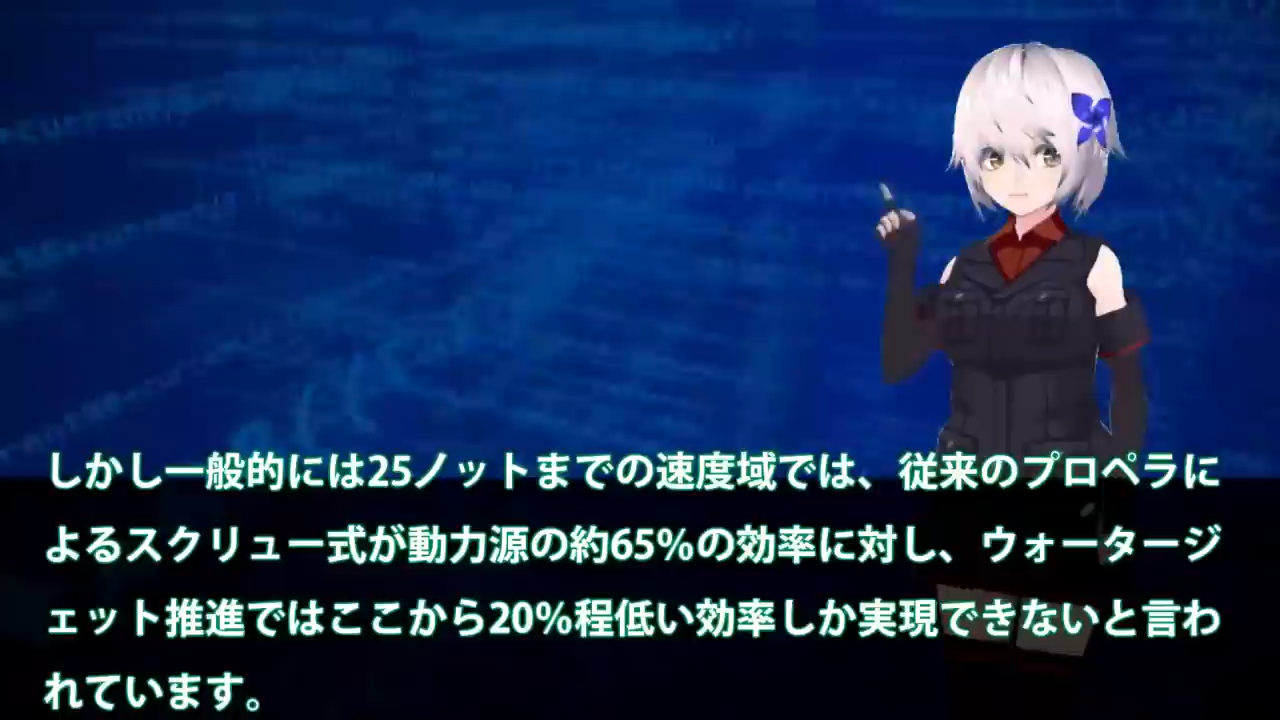 しかし一般的には25ノットまでの速度域では、従来のプロペラに
よるスクリュー式が動力源の約65%の効率に対し、ウォータージ
ェット推進ではここから20%程低い効率しか実現できないと言わ
れています。